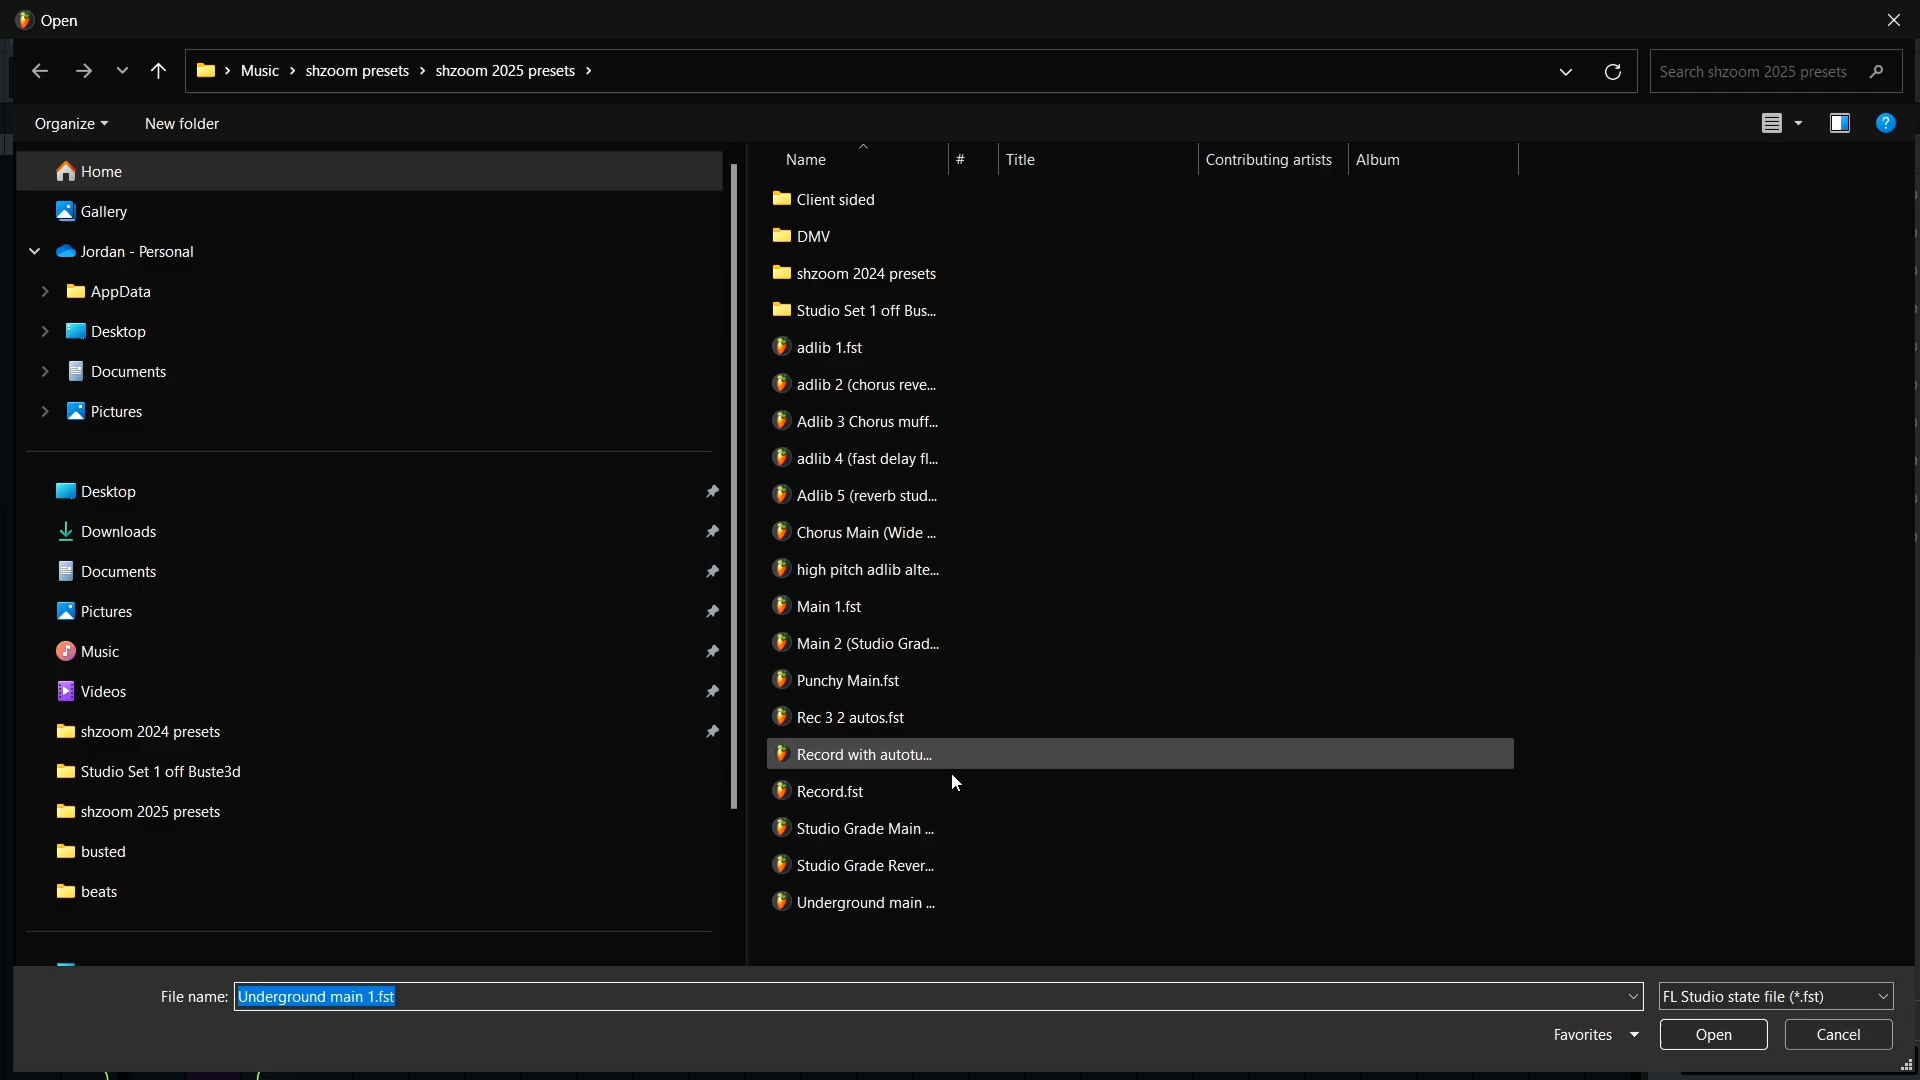 Open
Music > shzoom presets > shzoom 2025 presets >
Search shzoom 2025 presets
Organize
New folder
Home
Gallery
Jordan - Personal
AppData
Desktop
Documents
Pictures
Desktop
Downloads
Documents
Pictures
Music
Videos
shzoom 2024 presets
Studio Set 1 off Buste3d
shzoom 2025 presets
busted
beats
Name # Title Contributing artists Album
Client sided
DMV
shzoom 2024 presets
Studio Set 1 off Bus...
adlib 1.fst
adlib 2 (chorus reve...
Adlib 3 Chorus muff...
adlib 4 (fast delay fl...
Adlib 5 (reverb stud...
Chorus Main (Wide ...
high pitch adlib alte...
Main 1.fst
Main 2 (Studio Grad...
Punchy Main.fst
Rec 3 2 autos.fst
Record with autotu...
Record.fst
Studio Grade Main ...
Studio Grade Rever...
Underground main ...
File name: Underground main 1.fst
FL Studio state file (*.fst)
Favorites
Open
Cancel